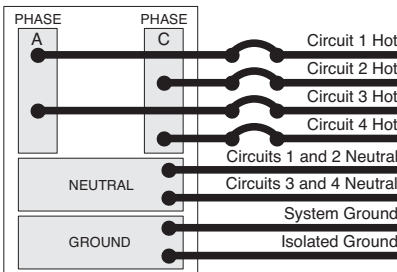 PHASE PHASE
A C
Circuit 1 Hot
Circuit 2 Hot
Circuit 3 Hot
Circuit 4 Hot
Circuits 1 and 2 Neutral
NEUTRAL
Circuits 3 and 4 Neutral
System Ground
GROUND
Isolated Ground